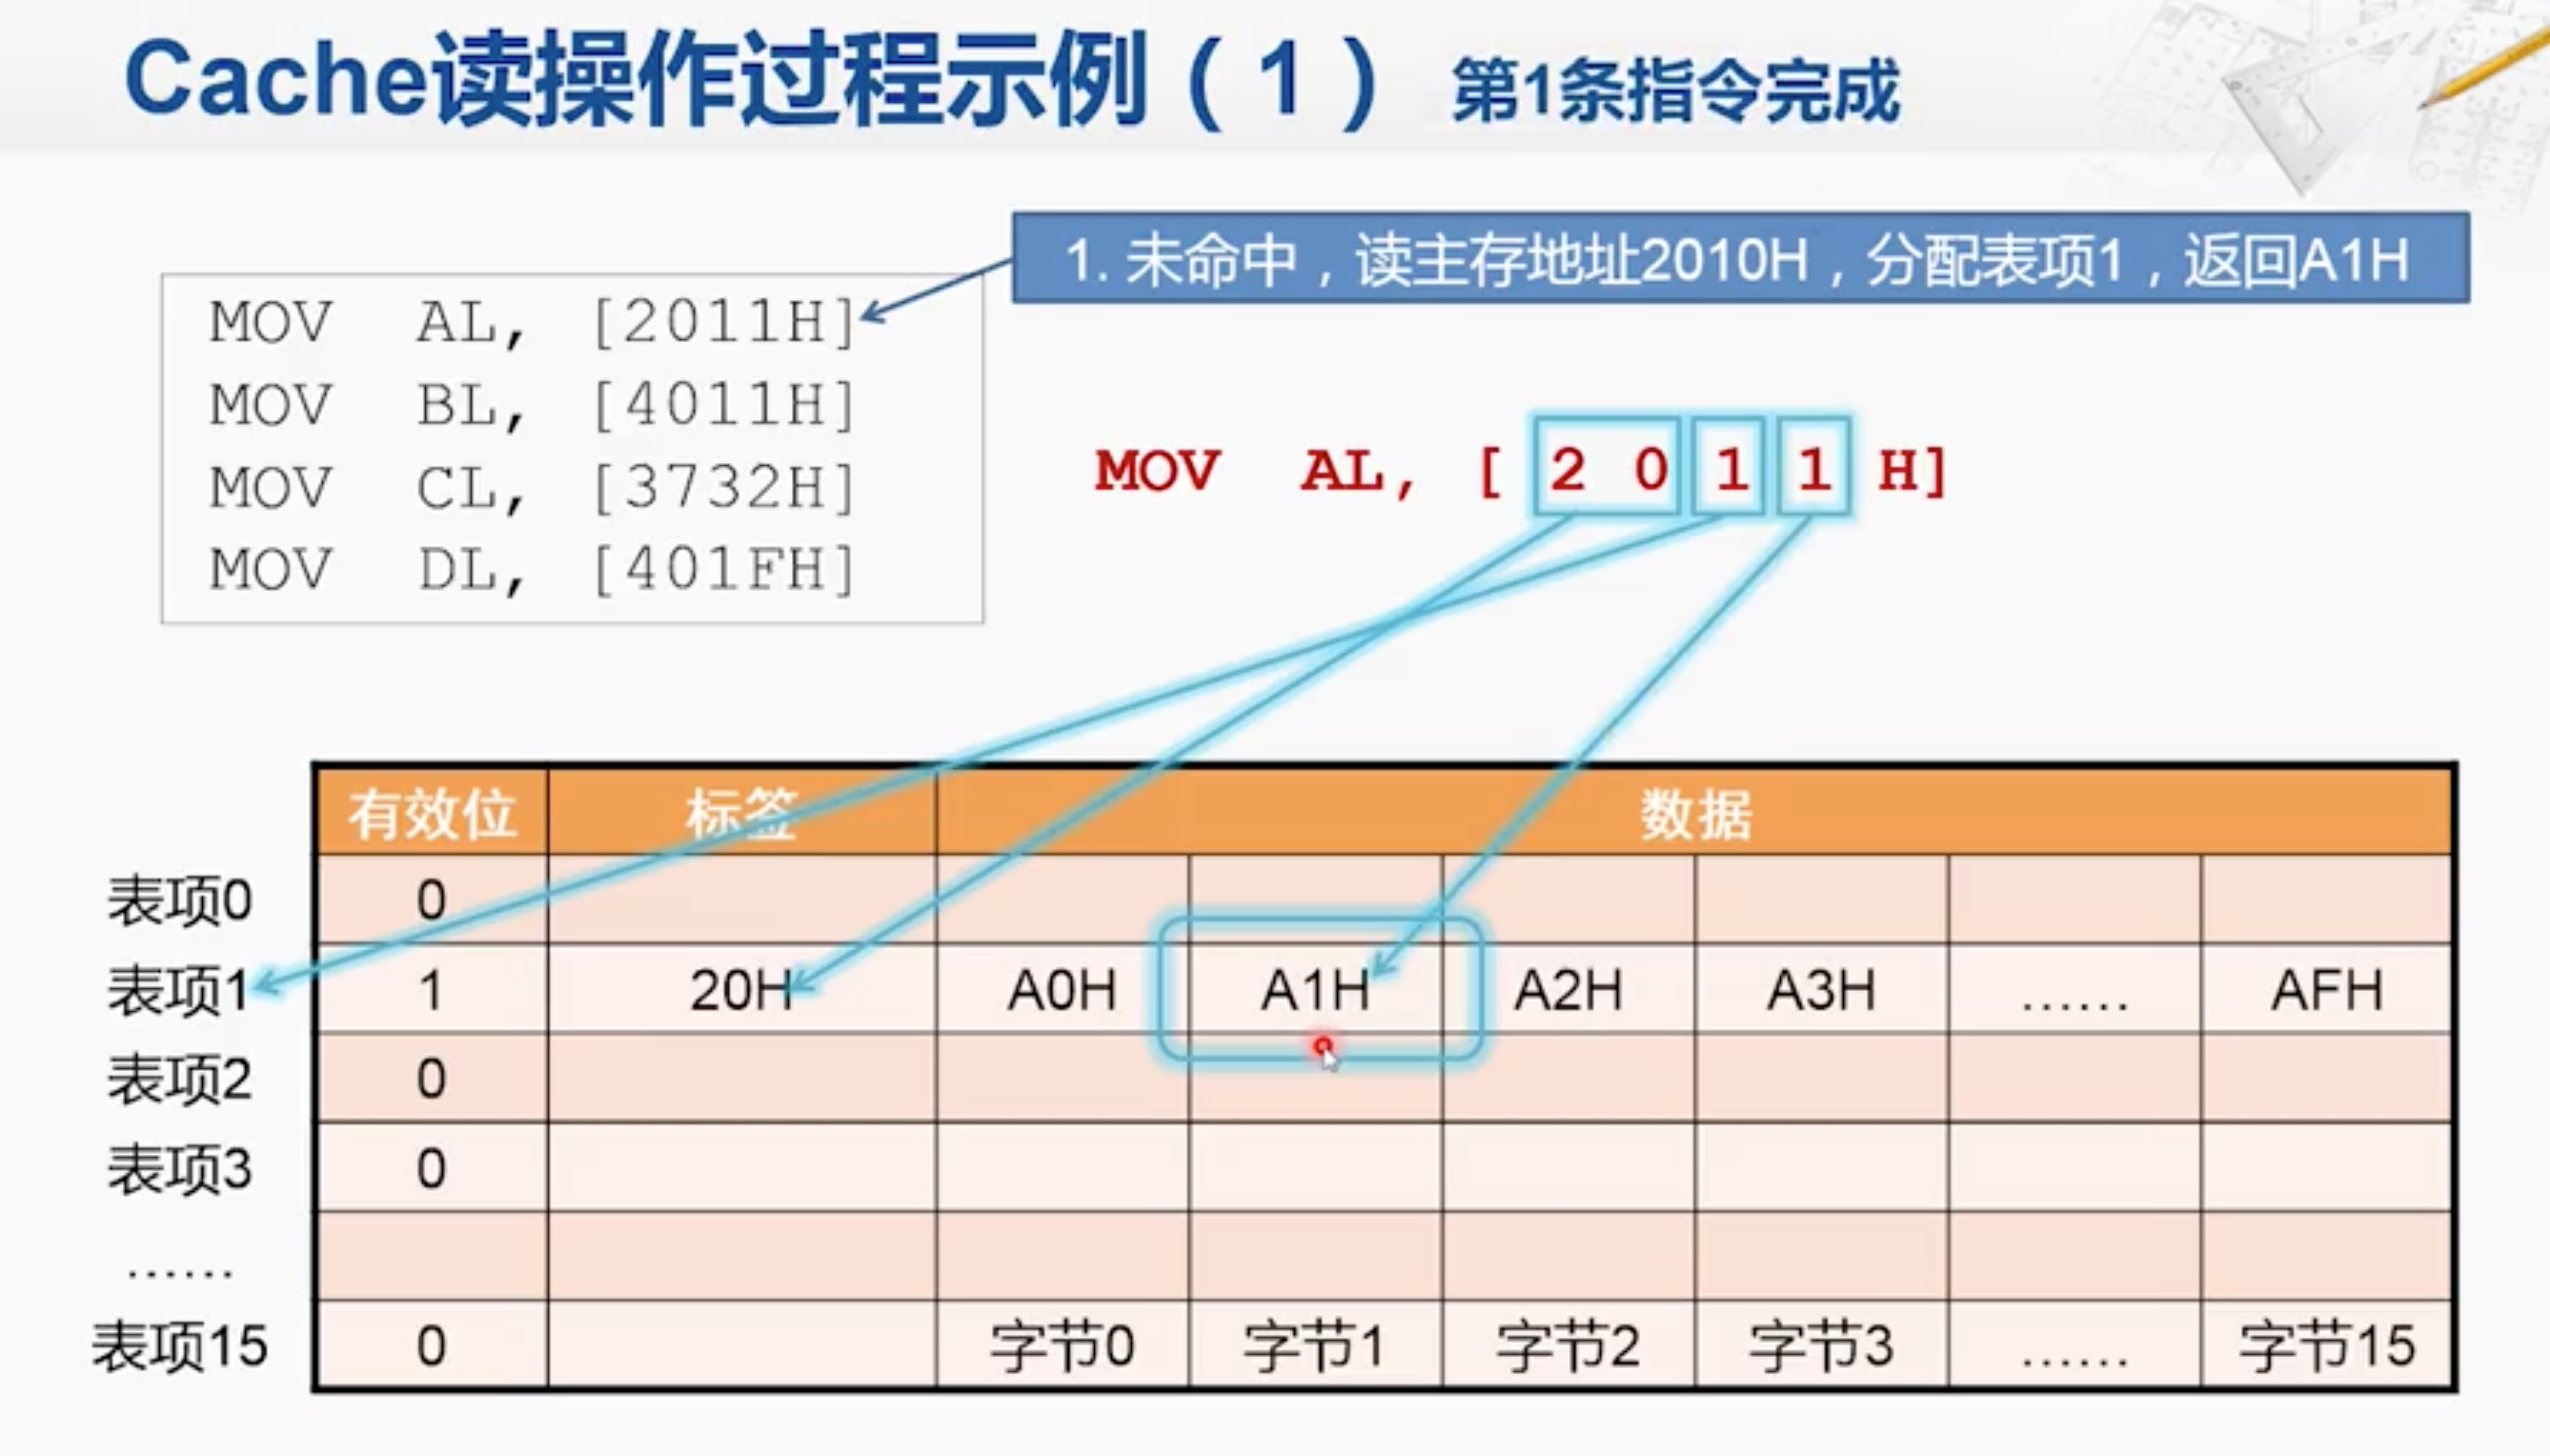 Cache读操作过程示例（1） 第1条指令完成
1. 未命中，读主存地址2010H，分配表项1，返回A1H
MOV AL, [2011H]
MOV BL, [4011H]
MOV CL, [3732H]
MOV DL, [401FH]
MOV AL, [ 2 0 1 1 H]
有效位 标签 数据
表项0 0
表项1 1 20H A0H A1H A2H A3H …… AFH
表项2 0
表项3 0
……
表项15 0 字节0 字节1 字节2 字节3 …… 字节15